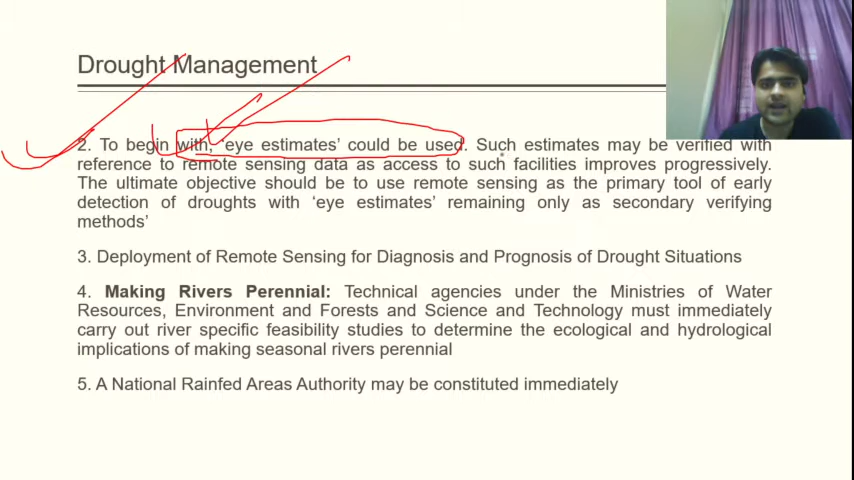 Drought Management
2. To begin with, ‘eye estimates’ could be used. Such estimates may be verified with
reference to remote sensing data as access to such facilities improves progressively.
The ultimate objective should be to use remote sensing as the primary tool of early
detection of droughts with ‘eye estimates’ remaining only as secondary verifying
methods’
3. Deployment of Remote Sensing for Diagnosis and Prognosis of Drought Situations
4. Making Rivers Perennial: Technical agencies under the Ministries of Water
Resources, Environment and Forests and Science and Technology must immediately
carry out river specific feasibility studies to determine the ecological and hydrological
implications of making seasonal rivers perennial
5. A National Rainfed Areas Authority may be constituted immediately